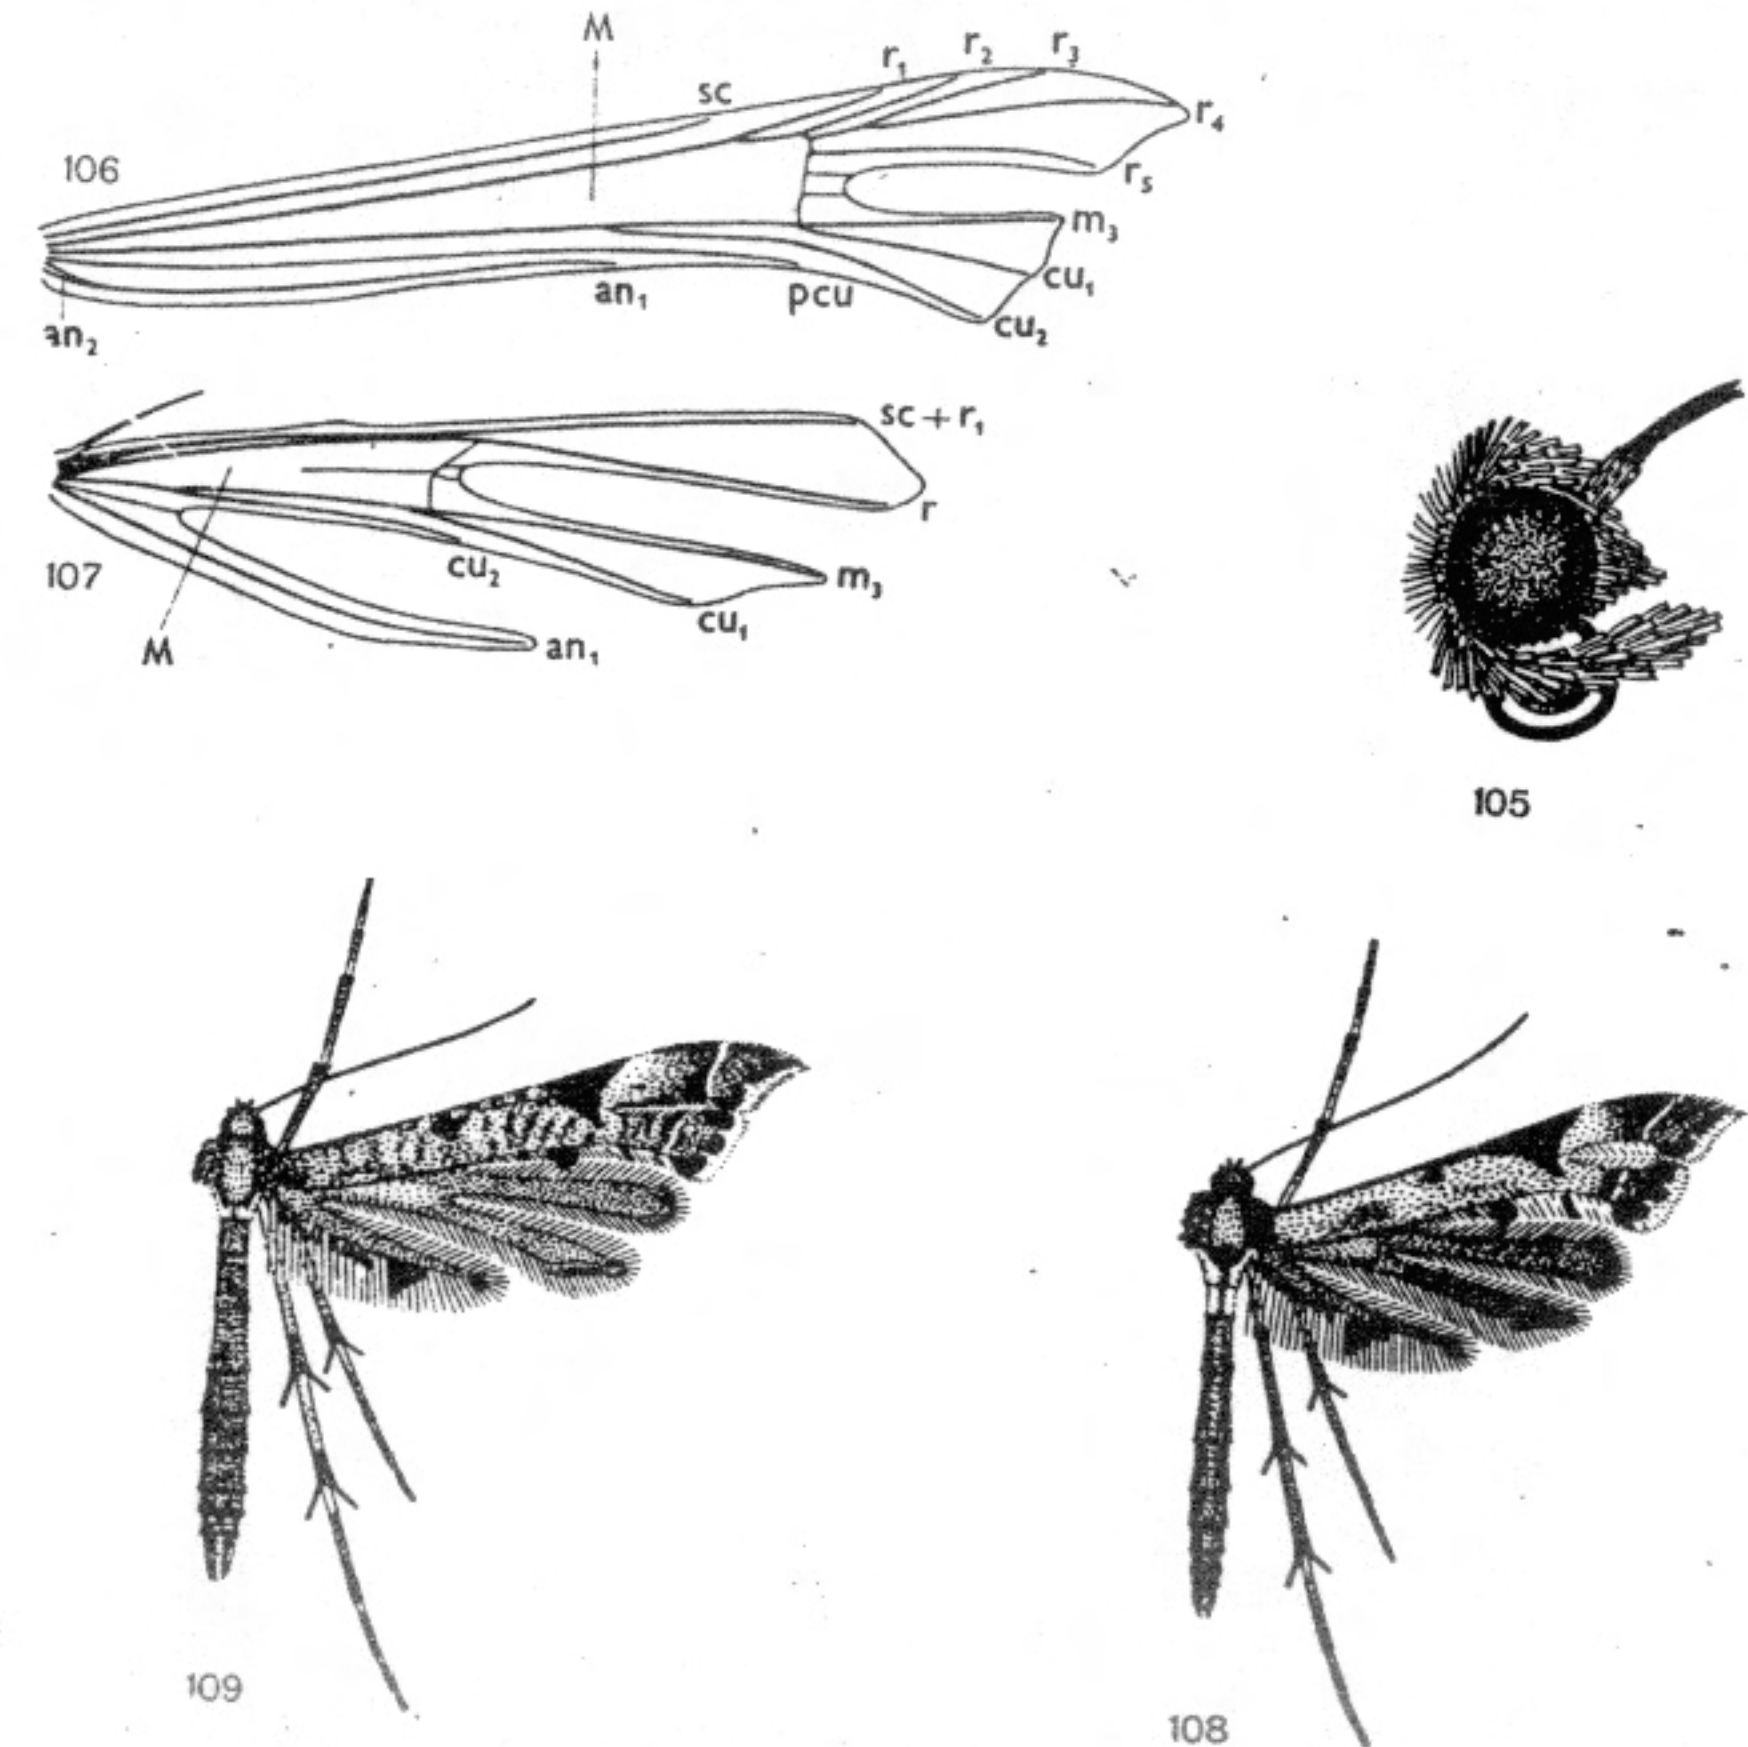 M
sc r₁ r₂ r₃
r₄
106
r₅
m₃
cu₁
an₁ pcu
cu₂
an₂
sc + r₁
r
107
cu₂
m₃
cu₁
M
an₁
105
109
108